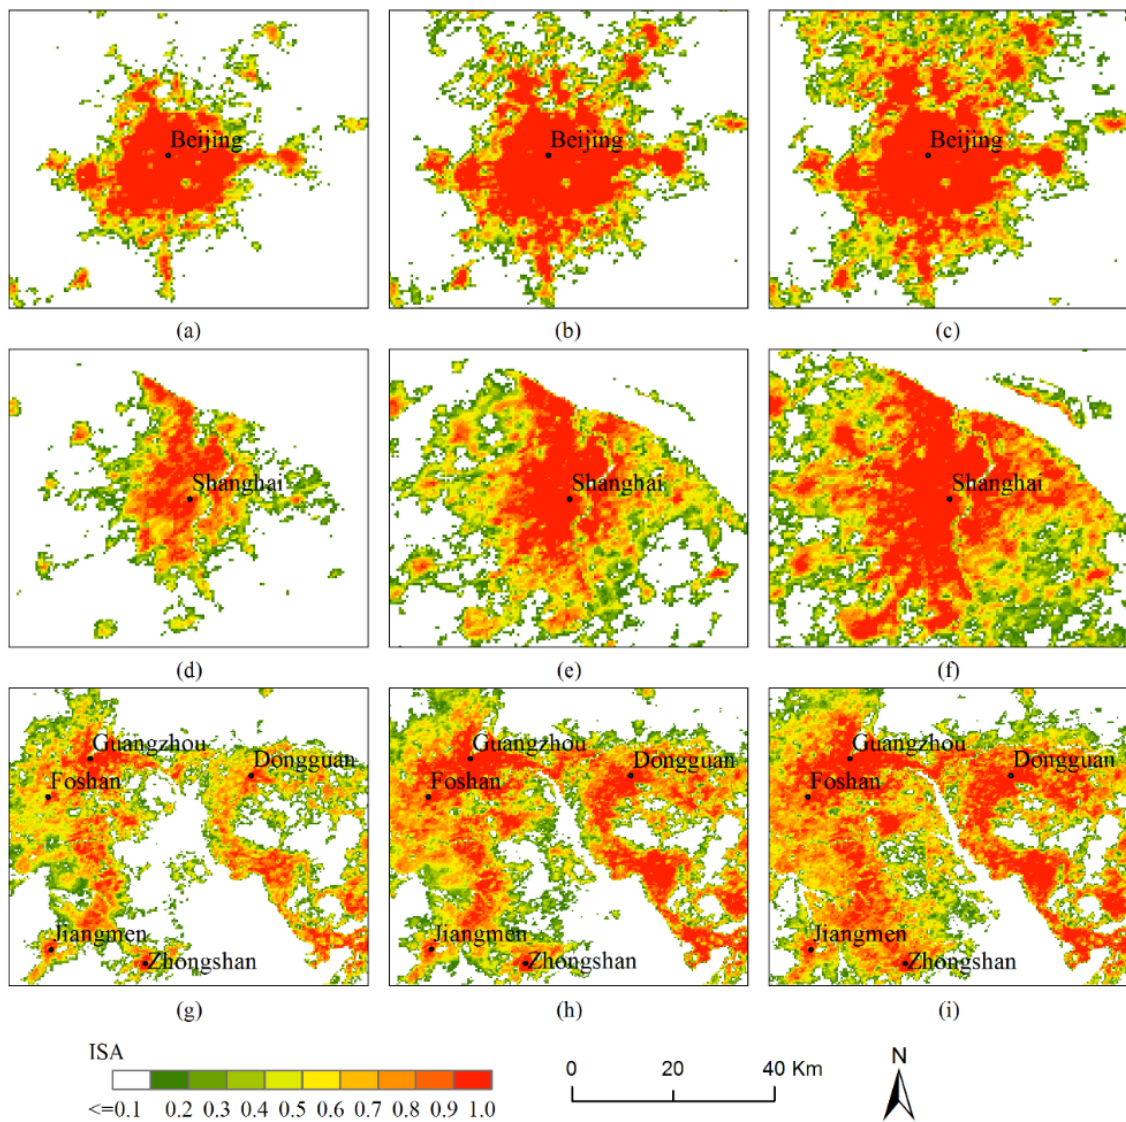 Beijing
Beijing
Beijing
(a)
(b)
(c)
Shanghai
Shanghai
Shanghai
(d)
(e)
(f)
Guangzhou
Dongguan
Foshan
Jiangmen
Zhongshan
Guangzhou
Dongguan
Foshan
Jiangmen
Zhongshan
Guangzhou
Dongguan
Foshan
Jiangmen
Zhongshan
(g)
(h)
(i)
ISA
<=0.1 0.2 0.3 0.4 0.5 0.6 0.7 0.8 0.9 1.0
0 20 40 Km
N